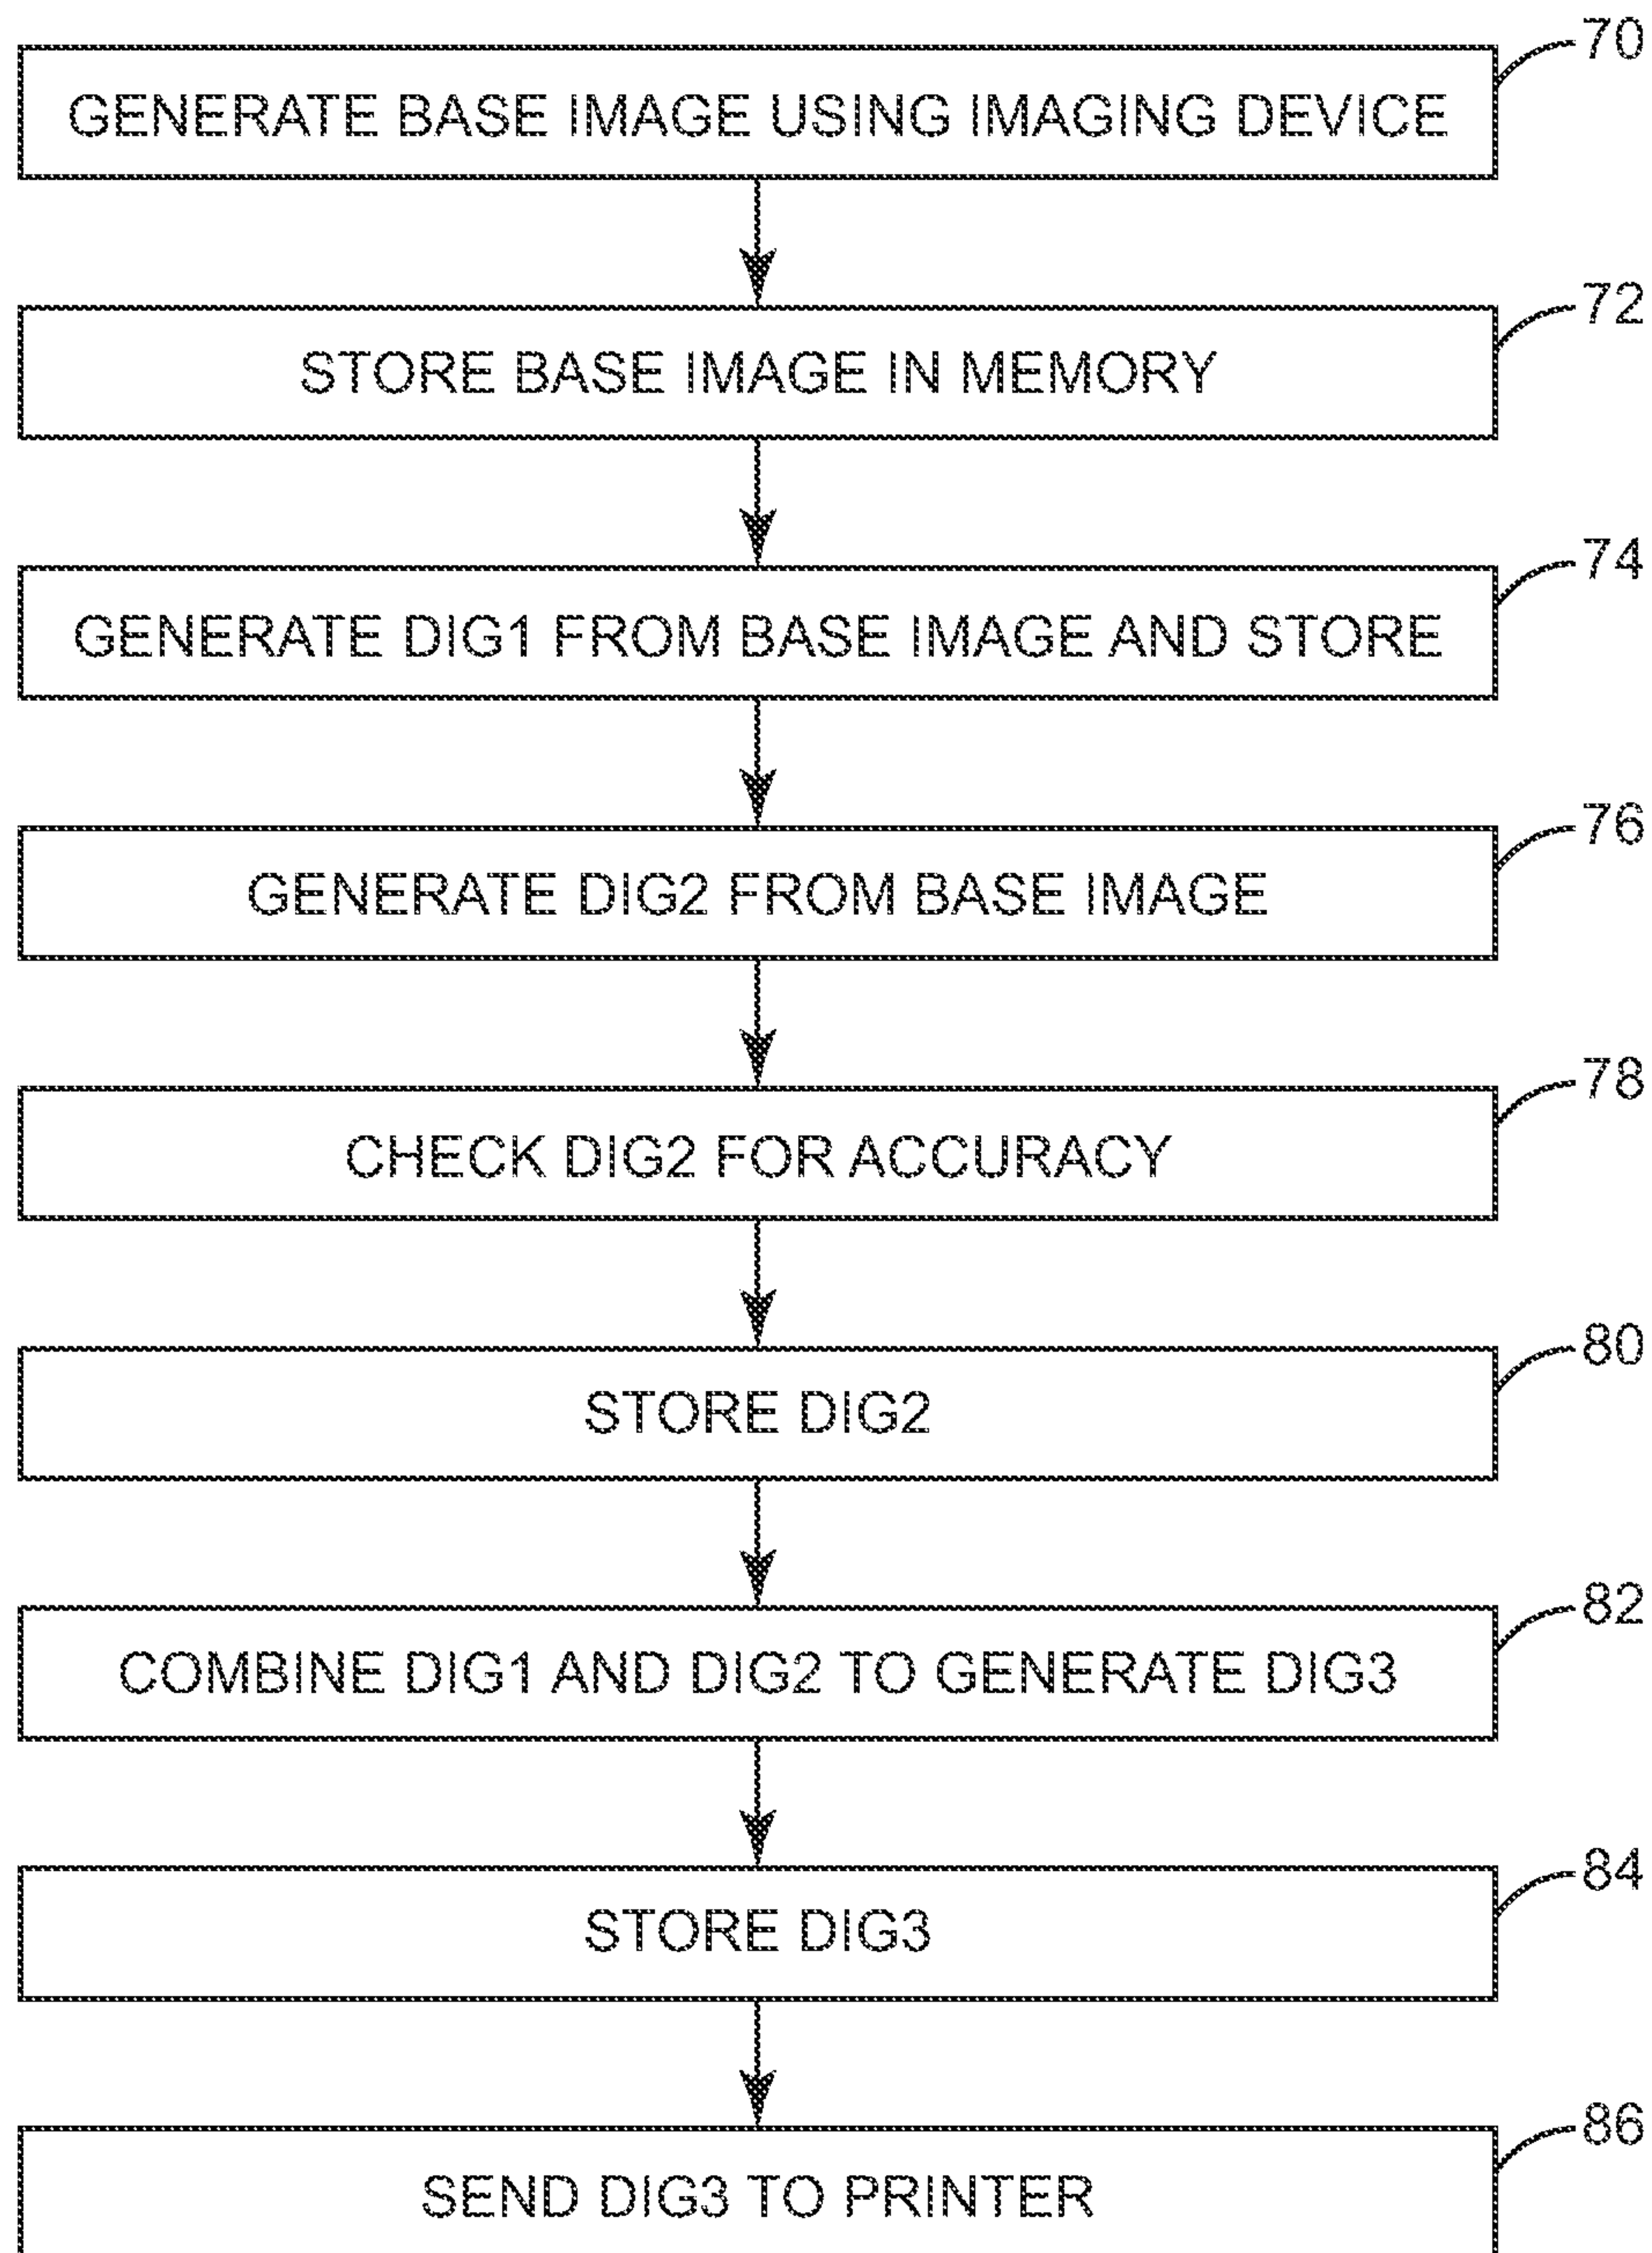 70
GENERATE BASE IMAGE USING IMAGING DEVICE
72
STORE BASE IMAGE IN MEMORY
74
GENERATE DIG1 FROM BASE IMAGE AND STORE
76
GENERATE DIG2 FROM BASE IMAGE
78
CHECK DIG2 FOR ACCURACY
80
STORE DIG2
82
COMBINE DIG1 AND DIG2 TO GENERATE DIG3
84
STORE DIG3
86
SEND DIG3 TO PRINTER